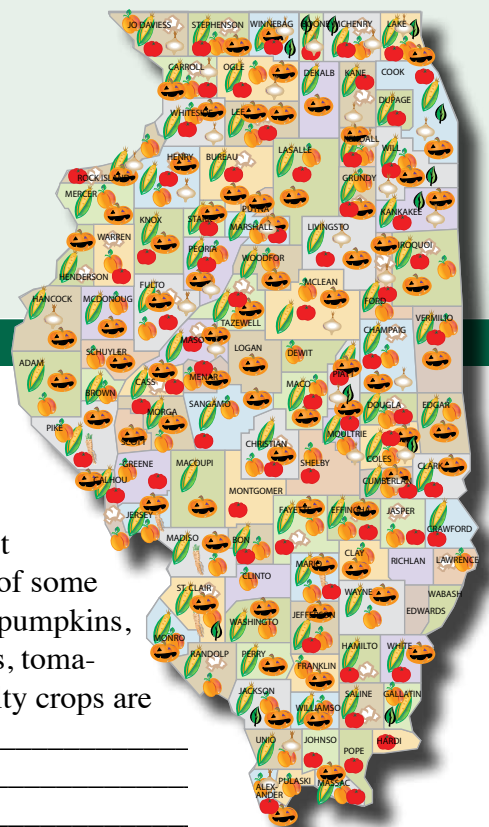 JO DAVIESS STEPHENSON WINNEBAG BOONE MCHENRY LAKE
CARROLL OGLE DEKALB KANE COOK
DUPAGE
WHITESID LEE
KENDALL WILL
LASALLE
HENRY BUREAU
ROCK ISLAND GRUNDY
MERCER
PUTNA KANKAKEE
KNOX STARK
MARSHALL LIVINGSTO
WARREN PEORIA IROQUOI
WOODFOR
HENDERSON FULTO MCLEAN
HANCOCK MCDONOUG FORD
TAZEWELL CHAMPAIG VERMILIO
MASO
LOGAN DEWIT
SCHUYLER
ADAM MENAR PIATT
CASS MACO
BROWN SANGAMO DOUGLA EDGAR
MORGA
PIKE MOULTRIE
SCOTT CHRISTIAN
COLES
GREENE MACOUPI SHELBY CLARK
CALHOU CUMBERLAN
MONTGOMER
JERSEY FAYET EFFINGHA JASPER
CRAWFORD
MADISO BON
CLAY
MARIO RICHLAN LAWRENCE
CLINTO
ST. CLAIR WAYNE WABASH
EDWARDS
WASHINGTO JEFFERSO
MONRO
RANDOLP PERRY HAMILTO WHITE
FRANKLIN
JACKSON SALINE GALLATIN
WILLIAMSO
UNIO JOHNSO HARDI
POPE
ALEX-
ANDER PULASKI MASSAC
t
of some
pumpkins,
s, toma-
ty crops are